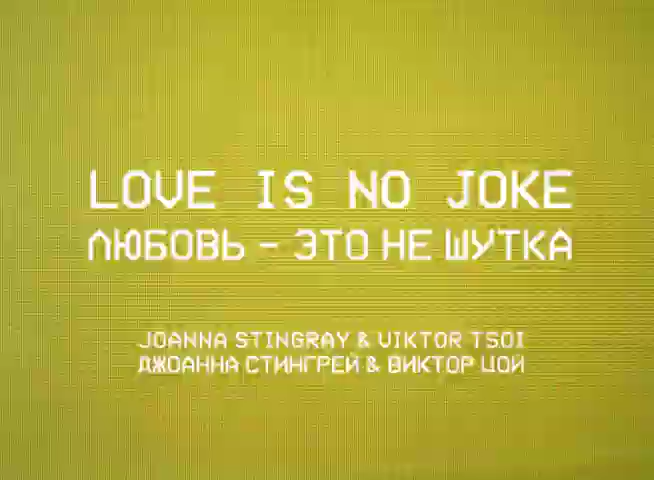 LOVE IS NO JOKE
ЛЮБОВЬ - ЭТО НЕ ШУТКА
JOANNA STINGRAY & VIKTOR TSOI
ДЖОАННА СТИНГРЕЙ & ВИКТОР ЦОЙ